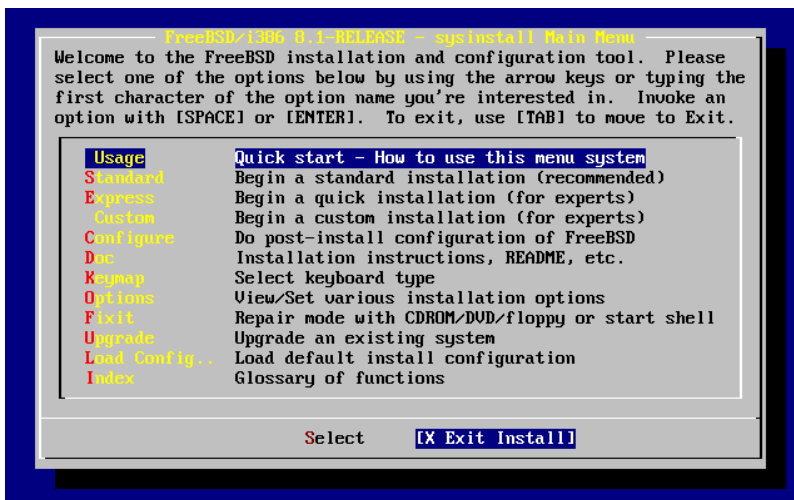 FreeBSD/i386 8.1-RELEASE - sysinstall Main Menu
Welcome to the FreeBSD installation and configuration tool.  Please
select one of the options below by using the arrow keys or typing the
first character of the option name you're interested in.  Invoke an
option with [SPACE] or [ENTER].  To exit, use [TAB] to move to Exit.
Usage Quick start - How to use this menu system
Standard Begin a standard installation (recommended)
Express Begin a quick installation (for experts)
Custom Begin a custom installation (for experts)
Configure Do post-install configuration of FreeBSD
Doc Installation instructions, README, etc.
Keymap Select keyboard type
Options View/Set various installation options
Fixit Repair mode with CDROM/DVD/floppy or start shell
Upgrade Upgrade an existing system
Load Config.. Load default install configuration
Index Glossary of functions
Select [X Exit Install]